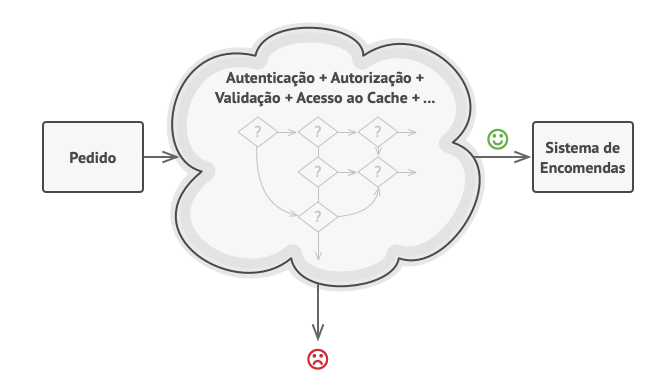 Autenticação + Autorização +
Validação + Acesso ao Cache + ...
? ? ?
Pedido
Sistema de
Encomendas
? ?
?